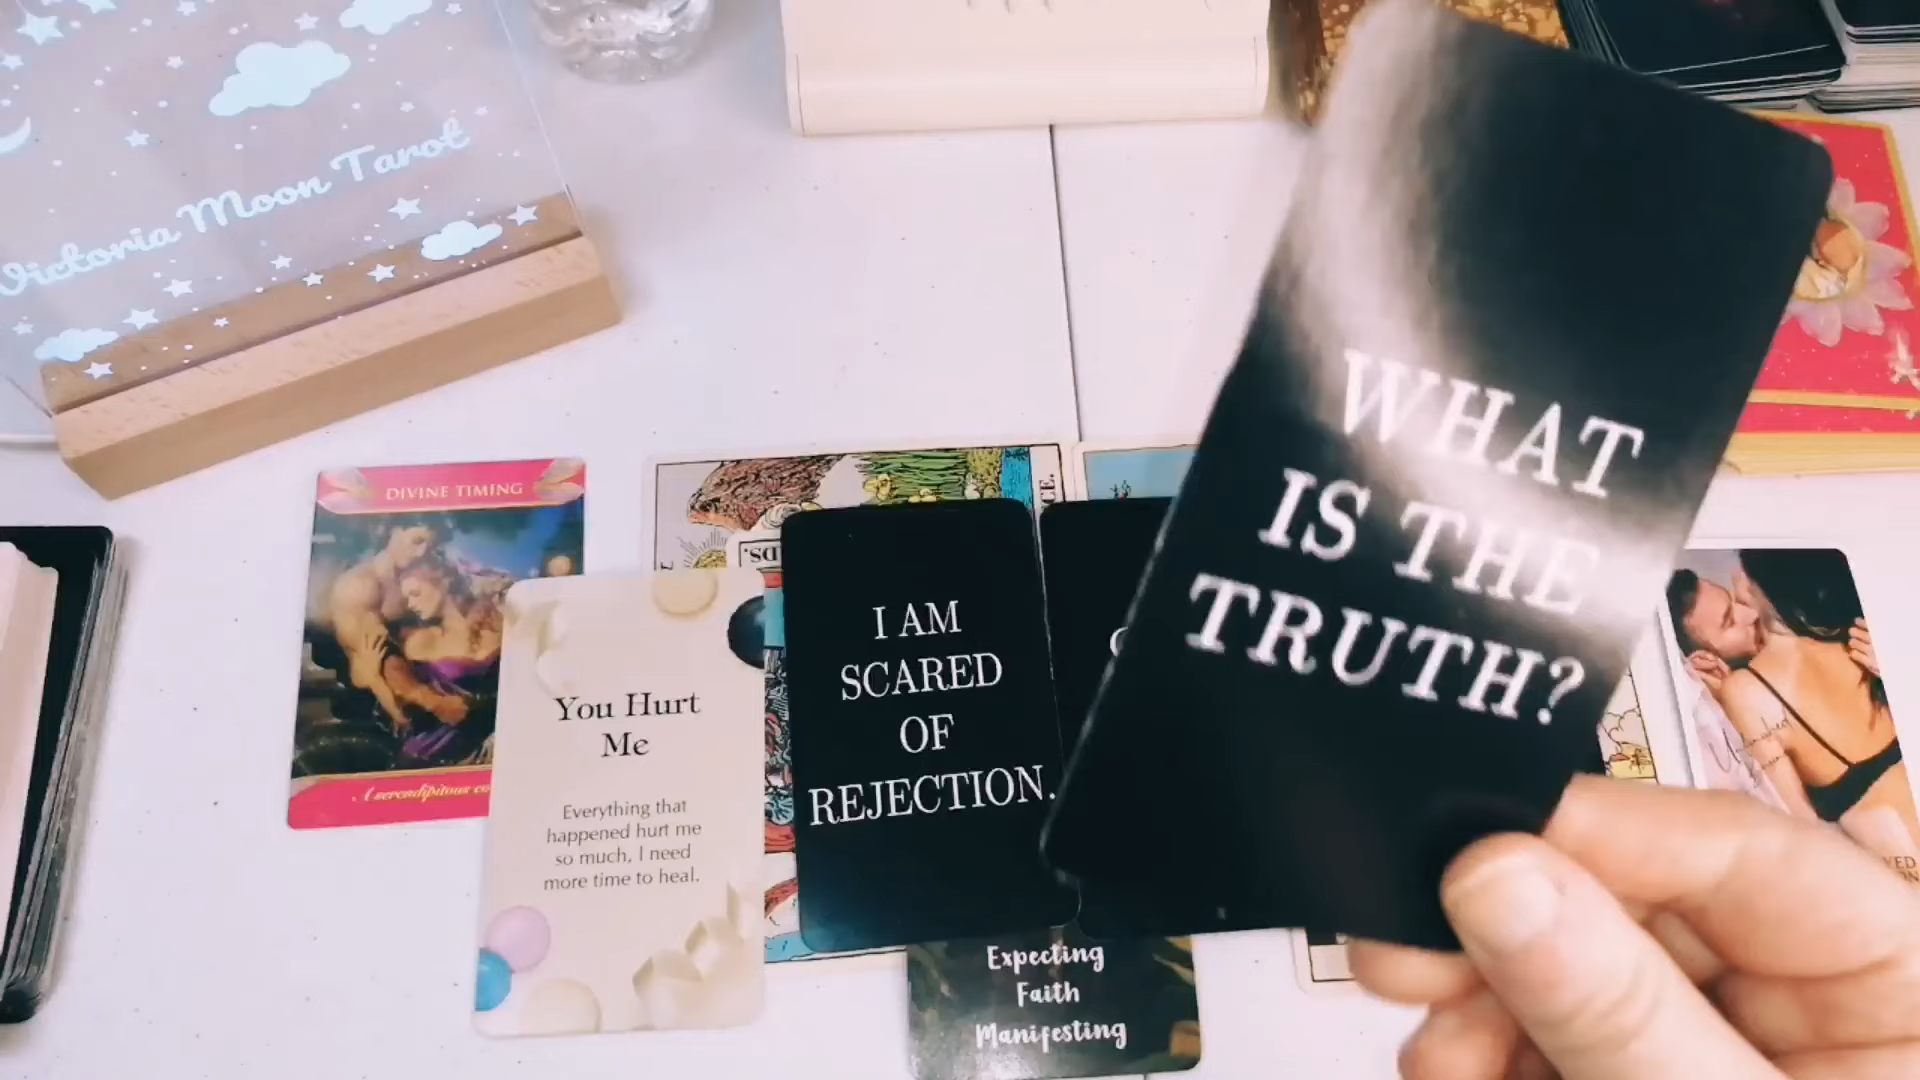 Victoria Moon Tarot
WHAT
IS THE
TRUTH?
DIVINE TIMING
A serendipitous
You Hurt
Me
Everything that
happened hurt me
so much, I need
more time to heal.
I AM
SCARED
OF
REJECTION.
Expecting
Faith
Manifesting